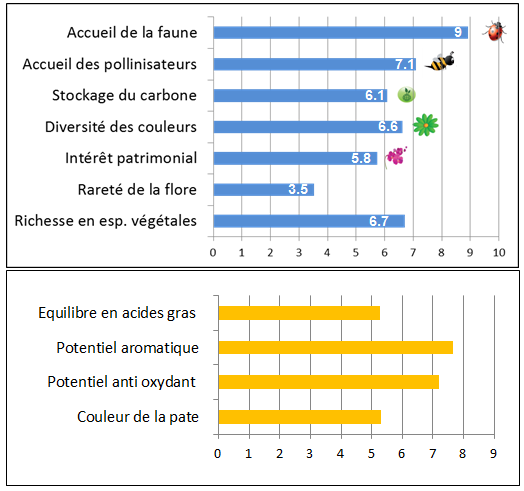 Accueil de la faune 9
Accueil des pollinisateurs 7.1
Stockage du carbone 6.1
Diversité des couleurs 6.6
Intérêt patrimonial 5.8
Rareté de la flore 3.5
Richesse en esp. végétales 6.7
0 1 2 3 4 5 6 7 8 9 10
Equilibre en acides gras
Potentiel aromatique
Potentiel anti oxydant
Couleur de la pate
0 1 2 3 4 5 6 7 8 9